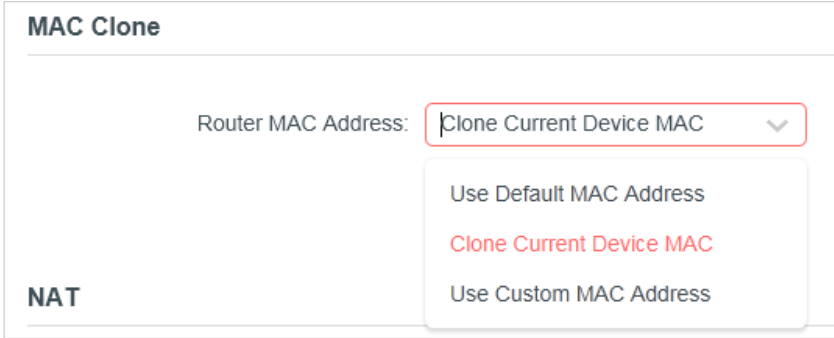 MAC Clone
Router MAC Address: Clone Current Device MAC
Use Default MAC Address
Clone Current Device MAC
Use Custom MAC Address
NAT